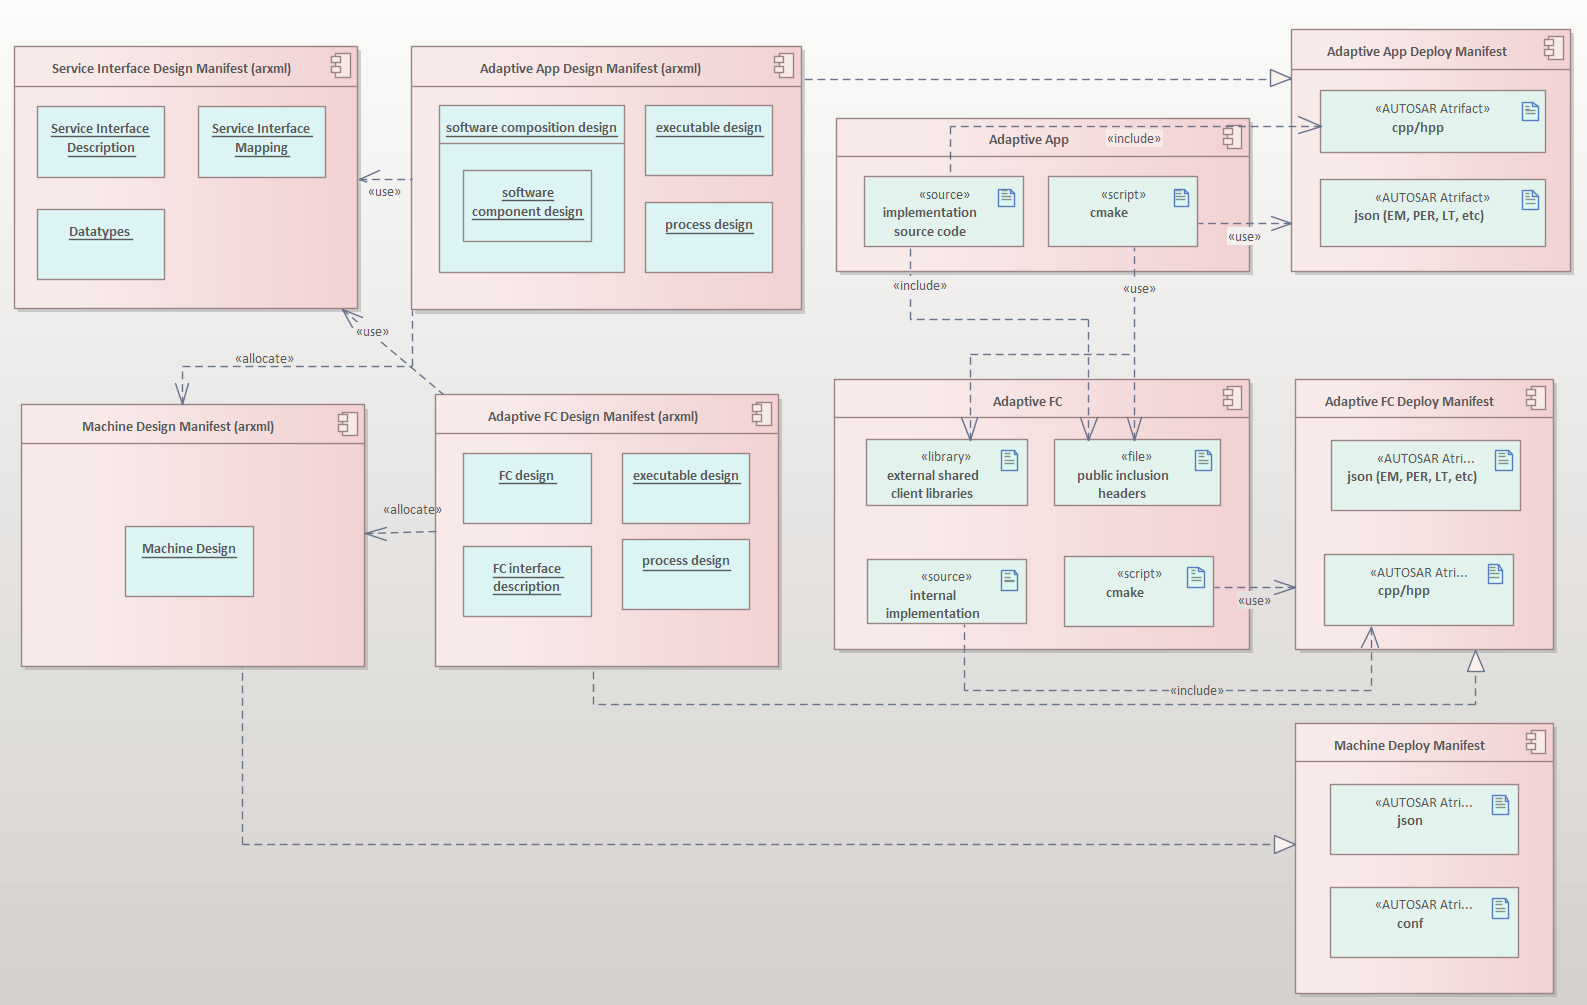 Service Interface Design Manifest (arxml)
Service Interface
Description
Service Interface
Mapping
Datatypes
Adaptive App Design Manifest (arxml)
software composition design
software
component design
executable design
process design
«use»
Adaptive App
«include»
«source»
implementation
source code
«script»
cmake
«use»
Adaptive App Deploy Manifest
«AUTOSAR Atrifact»
cpp/hpp
«AUTOSAR Atrifact»
json (EM, PER, LT, etc)
«include»
«use»
«use»
«allocate»
Machine Design Manifest (arxml)
Machine Design
«allocate»
Adaptive FC Design Manifest (arxml)
FC design
executable design
FC interface
description
process design
Adaptive FC
«library»
external shared
client libraries
«file»
public inclusion
headers
«source»
internal
implementation
«script»
cmake
«use»
Adaptive FC Deploy Manifest
«AUTOSAR Atri...
json (EM, PER, LT, etc)
«AUTOSAR Atri...
cpp/hpp
«include»
Machine Deploy Manifest
«AUTOSAR Atri...
json
«AUTOSAR Atri...
conf